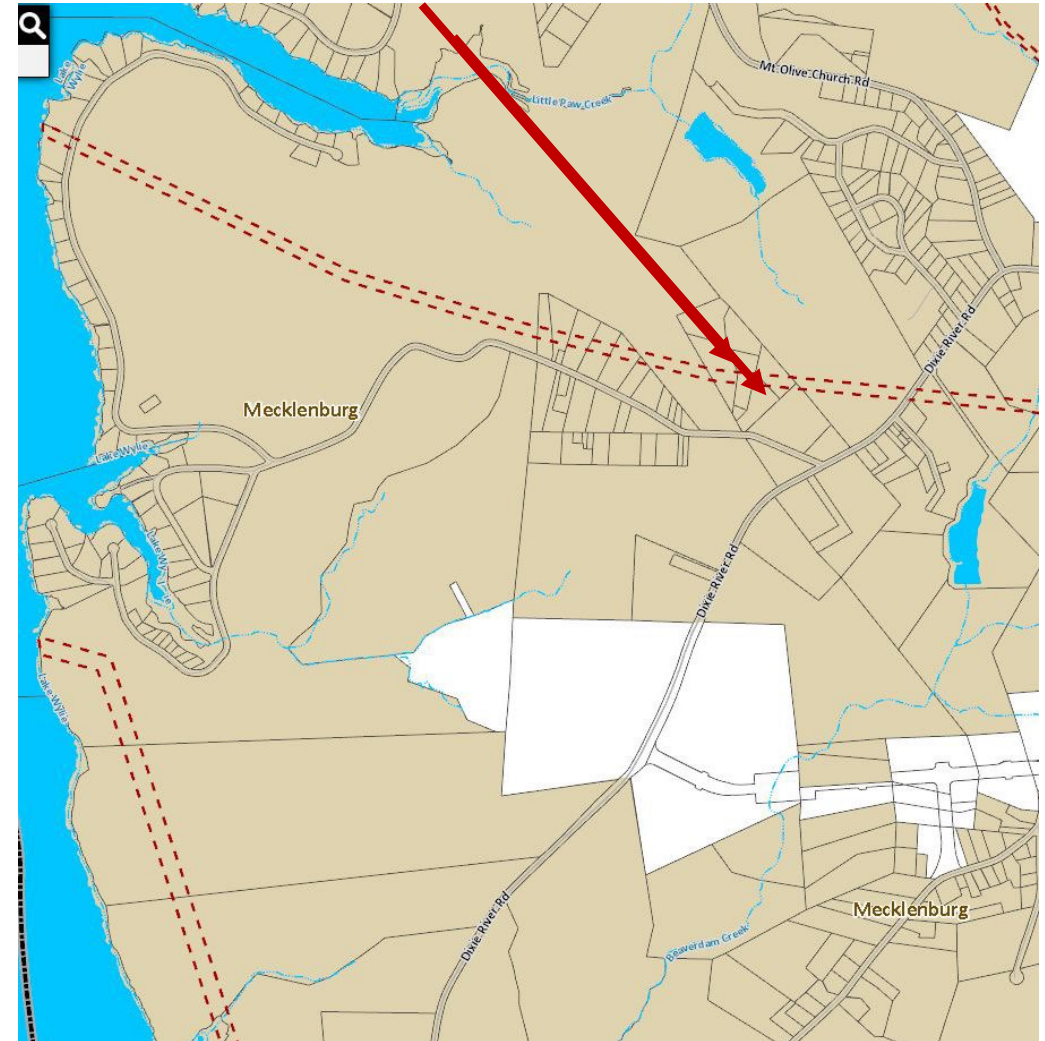 Lake Wylie
Mt Olive Church Rd
Little Paw Creek
Dixie River Rd
Mecklenburg
Lake Wylie
Lake Wylie
Dixie River Rd
Lake Wylie
Mecklenburg
Dixie River Rd
Beaverdam Creek